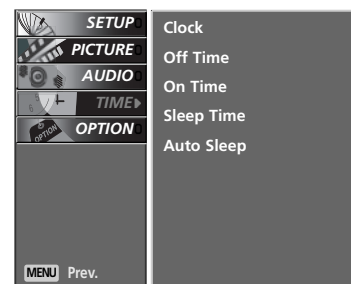 SETUP
PICTURE
AUDIO
TIME
OPTION
MENU Prev.
Clock
Off Time
On Time
Sleep Time
Auto Sleep